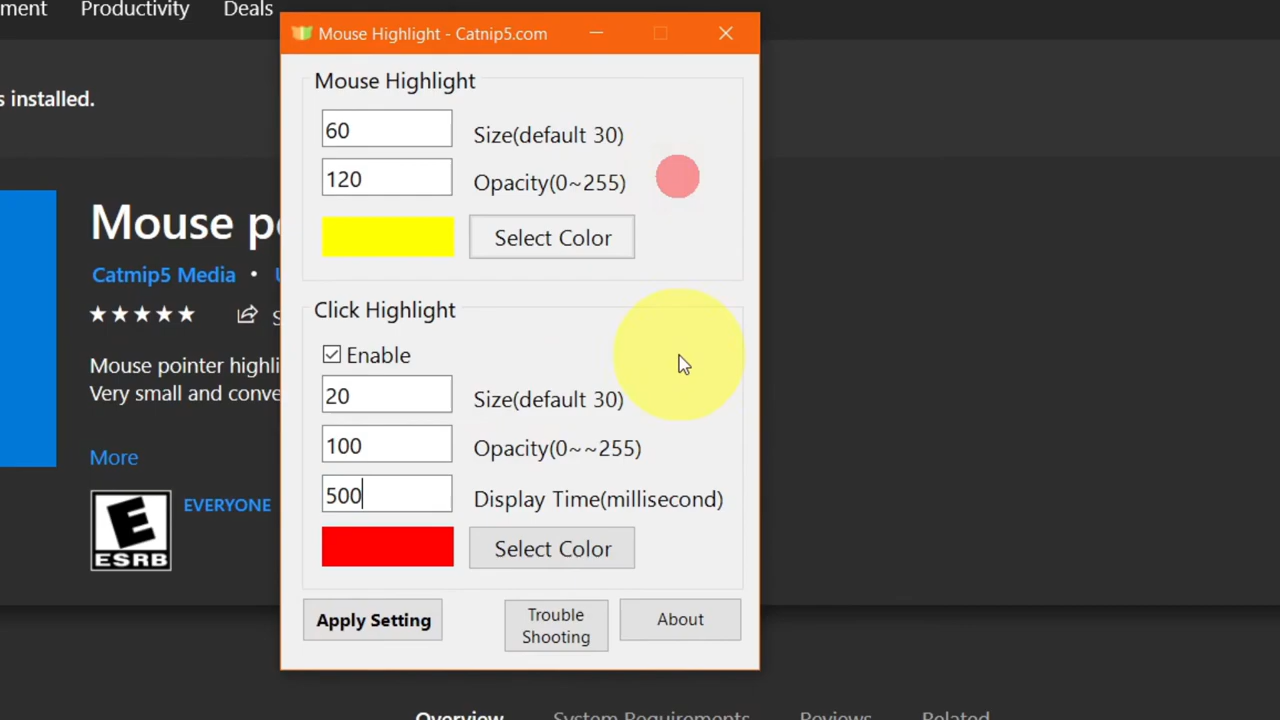 ment Productivity Deals
Mouse Highlight - Catnip5.com
s installed.
Mouse Highlight
60 Size(default 30)
120 Opacity(0~255)
Select Color
Mouse p
Catmip5 Media •
Click Highlight
Enable
Mouse pointer highli
Very small and conve
20 Size(default 30)
100 Opacity(0~~255)
More
500 Display Time(millisecond)
E EVERYONE
ESRB
Select Color
Apply Setting
Trouble
Shooting
About
Overview System Requirements Reviews Related